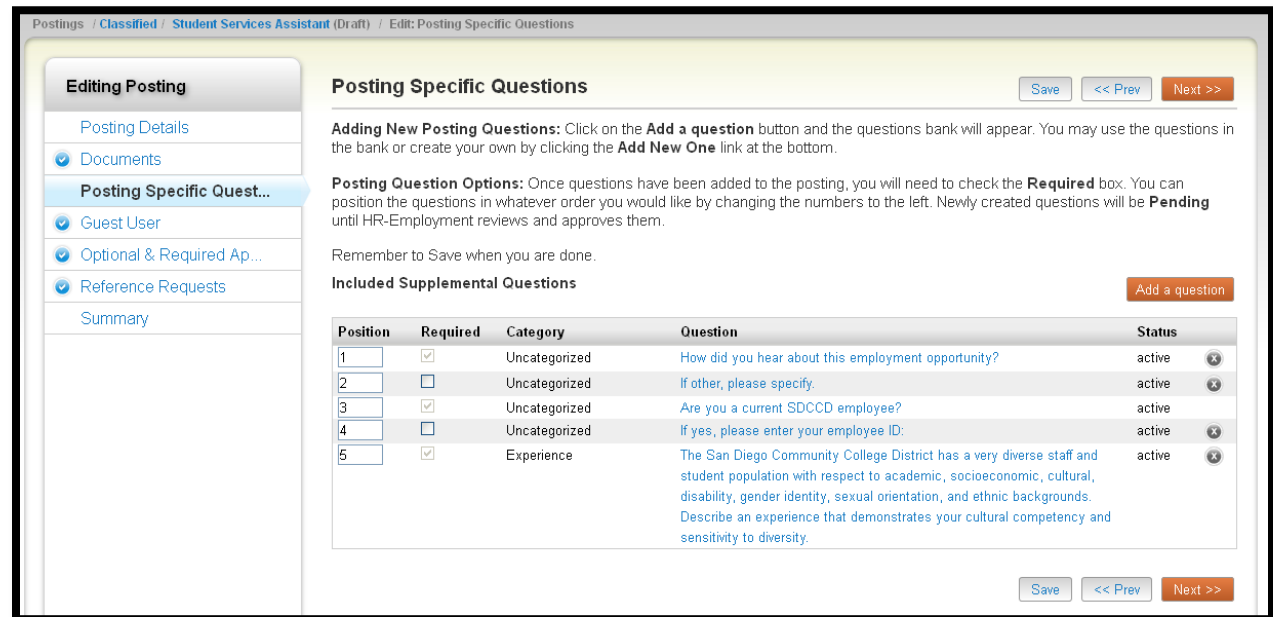 Postings / Classified / Student Services Assistant (Draft) / Edit: Posting Specific Questions
Editing Posting
Posting Details
Documents
Posting Specific Quest...
Guest User
Optional & Required Ap...
Reference Requests
Summary
Posting Specific Questions
Save << Prev Next >>
Adding New Posting Questions: Click on the Add a question button and the questions bank will appear. You may use the questions in
the bank or create your own by clicking the Add New One link at the bottom.
Posting Question Options: Once questions have been added to the posting, you will need to check the Required box. You can
position the questions in whatever order you would like by changing the numbers to the left. Newly created questions will be Pending
until HR-Employment reviews and approves them.
Remember to Save when you are done.
Included Supplemental Questions
Add a question
Position Required Category Question Status
1 Uncategorized How did you hear about this employment opportunity? active
2 Uncategorized If other, please specify. active
3 Uncategorized Are you a current SDCCD employee? active
4 Uncategorized If yes, please enter your employee ID: active
5 Experience The San Diego Community College District has a very diverse staff and active
student population with respect to academic, socioeconomic, cultural,
disability, gender identity, sexual orientation, and ethnic backgrounds.
Describe an experience that demonstrates your cultural competency and
sensitivity to diversity.
Save << Prev Next >>